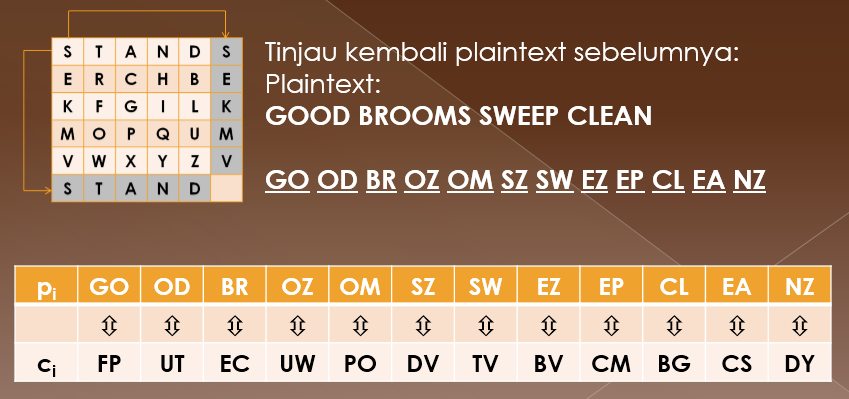 S T A N D S
E R C H B E
K F G I L K
M O P Q U M
V W X Y Z V
S T A N D
Tinjau kembali plaintext sebelumnya:
Plaintext:
GOOD BROOMS SWEEP CLEAN
GO OD BR OZ OM SZ SW EZ EP CL EA NZ
pi GO OD BR OZ OM SZ SW EZ EP CL EA NZ
⇳ ⇳ ⇳ ⇳ ⇳ ⇳ ⇳ ⇳ ⇳ ⇳ ⇳ ⇳
ci FP UT EC UW PO DV TV BV CM BG CS DY